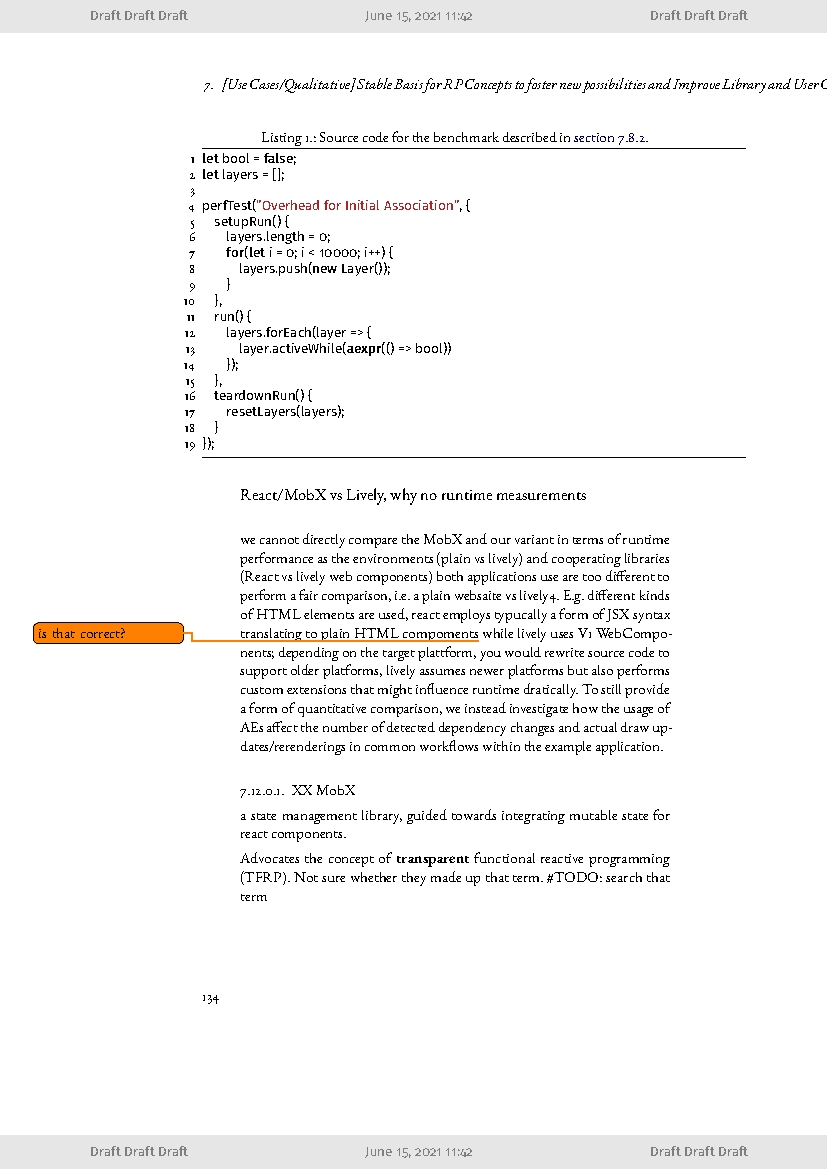 Draft Draft Draft June 15, 2021 11:42 Draft Draft Draft
7. [Use Cases/Qualitative] Stable Basis for RP Concepts to foster new possibilities and Improve Library and User
Listing 1.: Source code for the benchmark described in section 7.8.2.
1 let bool = false;
2 let layers = [];
3
4 perfTest("Overhead for Initial Association", {
5 setupRun() {
6 layers.length = 0;
7 for(let i = 0; i < 10000; i++) {
8 layers.push(new Layer());
9 }
10 },
11 run() {
12 layers.forEach(layer => {
13 layer.activeWhile(aexpr(() => bool))
14 });
15 },
16 teardownRun() {
17 resetLayers(layers);
18 }
19 });
React/MobX vs Lively, why no runtime measurements
we cannot directly compare the MobX and our variant in terms of runtime
performance as the environments (plain vs lively) and cooperating libraries
(React vs lively web components) both applications use are too different to
perform a fair comparison, i.e. a plain websaite vs lively4. E.g. different kinds
of HTML elements are used, react employs typucally a form of JSX syntax
is that correct?
translating to plain HTML componemts while lively uses V1 WebCompo-
nents; depending on the target plattform, you would rewrite source code to
support older platforms, lively assumes newer platforms but also performs
custom extensions that might influence runtime dratically. To still provide
a form of quantitative comparison, we instead investigate how the usage of
AEs affect the number of detected dependency changes and actual draw up-
dates/rerenderings in common workflows within the example application.
7.12.0.1. XX MobX
a state management library, guided towards integrating mutable state for
react components.
Advocates the concept of transparent functional reactive programming
(TFRP). Not sure whether they made up that term. #TODO: search that
term
134
Draft Draft Draft June 15, 2021 11:42 Draft Draft Draft